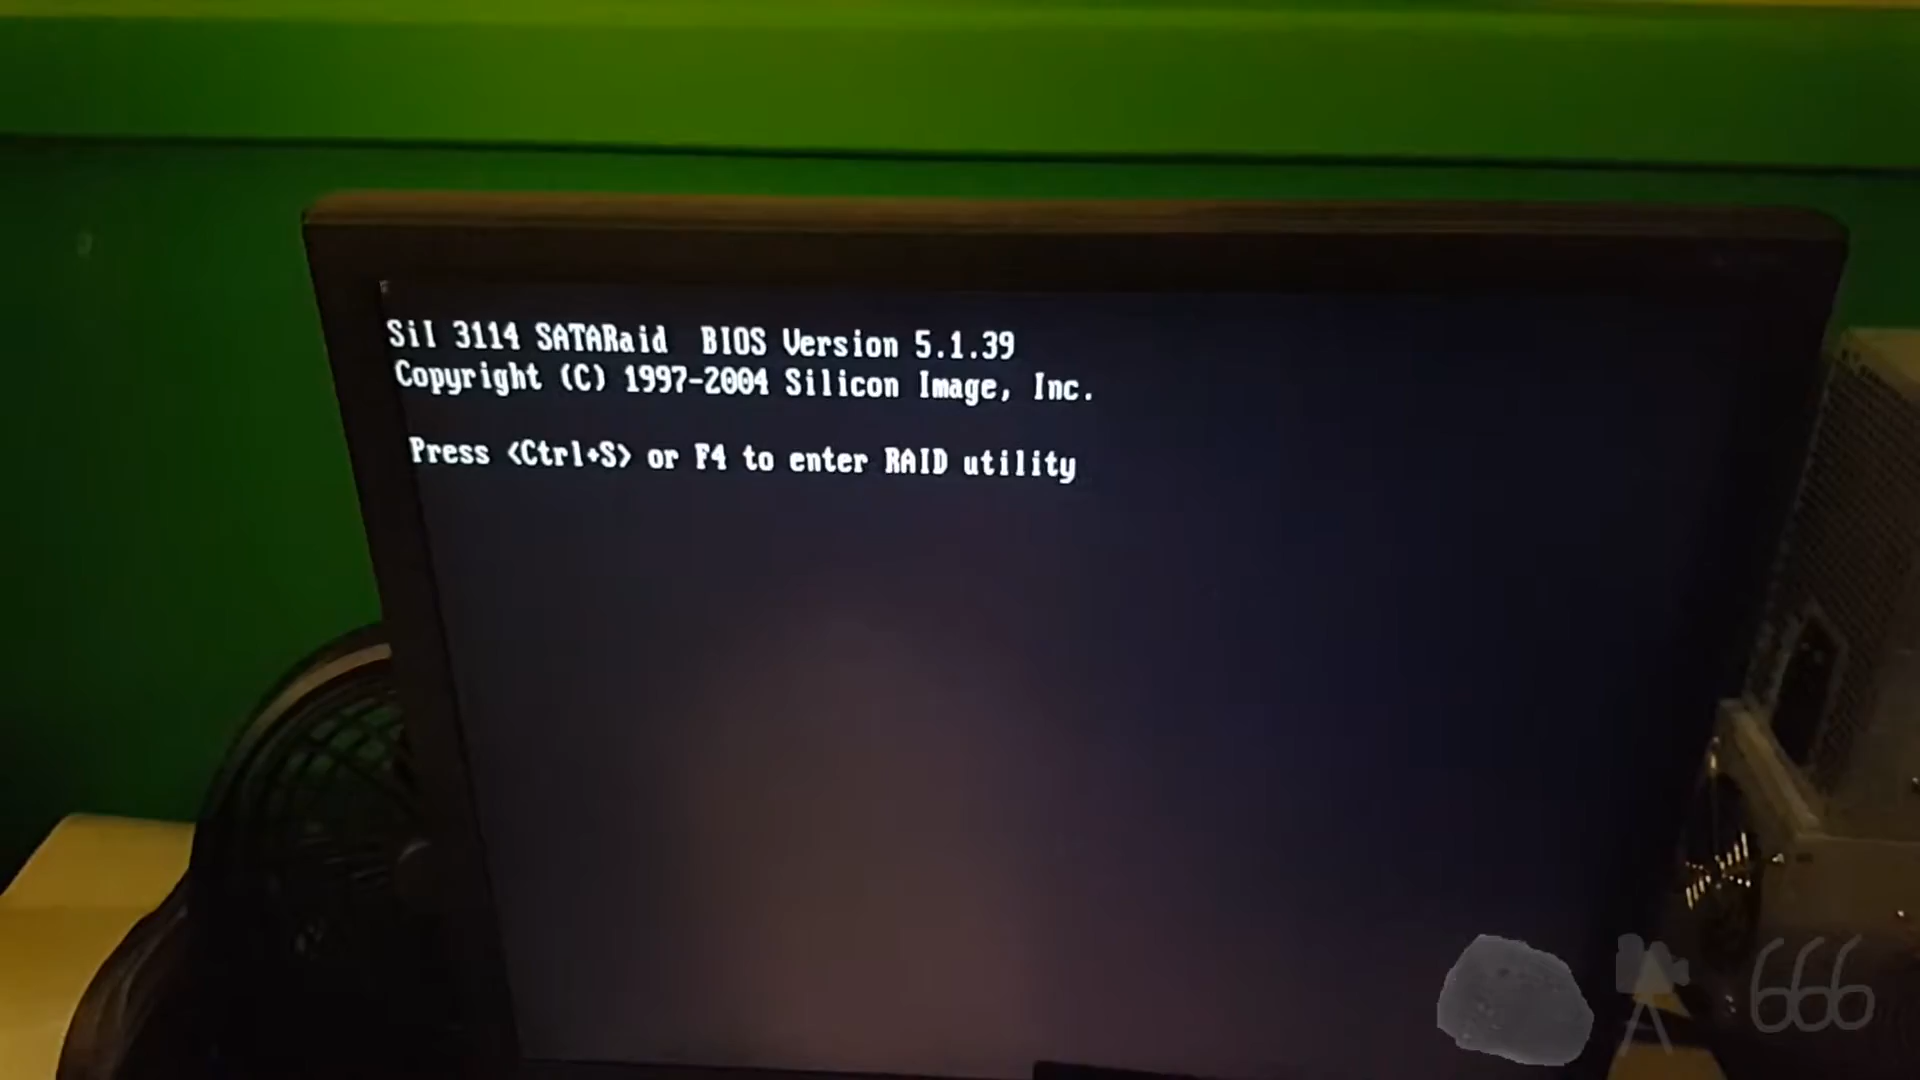 SiI 3114 SATARaid  BIOS Version 5.1.39
Copyright (C) 1997-2004 Silicon Image, Inc.
Press <Ctrl+S> or F4 to enter RAID utility
666